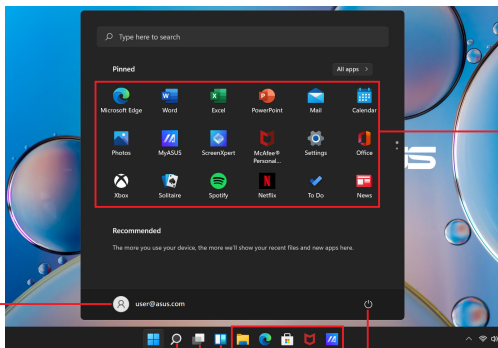 Type here to search
Pinned
All apps >
Microsoft Edge
Word
Excel
PowerPoint
Mail
Calendar
Photos
MyASUS
ScreenXpert
McAfee®
Personal...
Settings
Office
Xbox
Solitaire
Spotify
Netflix
To Do
News
Recommended
The more you use your device, the more we'll show your recent files and new apps here.
user@asus.com